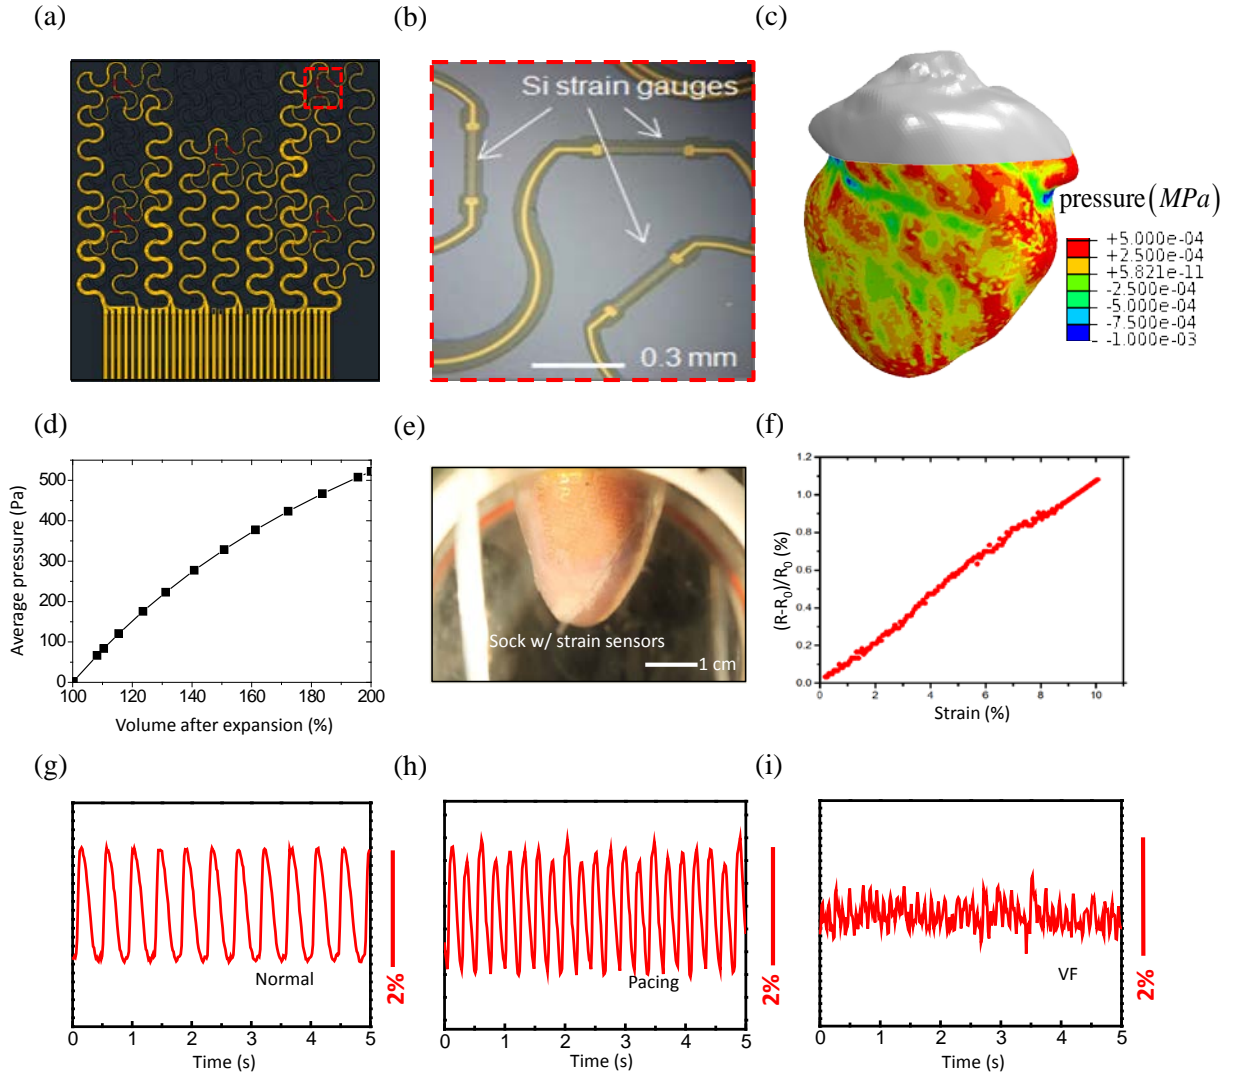 (a)
(b)
(c)
Si strain gauges
0.3 mm
pressure(MPa)
+5.000e-04
+2.500e-04
+5.821e-11
-2.500e-04
-5.000e-04
-7.500e-04
-1.000e-03
(d)
Average pressure (Pa)
500
400
300
200
100
0
100 120 140 160 180 200
Volume after expansion (%)
(e)
Sock w/ strain sensors
1 cm
(f)
(R-R0)/R0 (%)
1.2
1.0
0.8
0.6
0.4
0.2
0.0
0 2 4 6 8 10
Strain (%)
(g)
Normal
2%
0 1 2 3 4 5
Time (s)
(h)
Pacing
2%
0 1 2 3 4 5
Time (s)
(i)
VF
2%
0 1 2 3 4 5
Time (s)